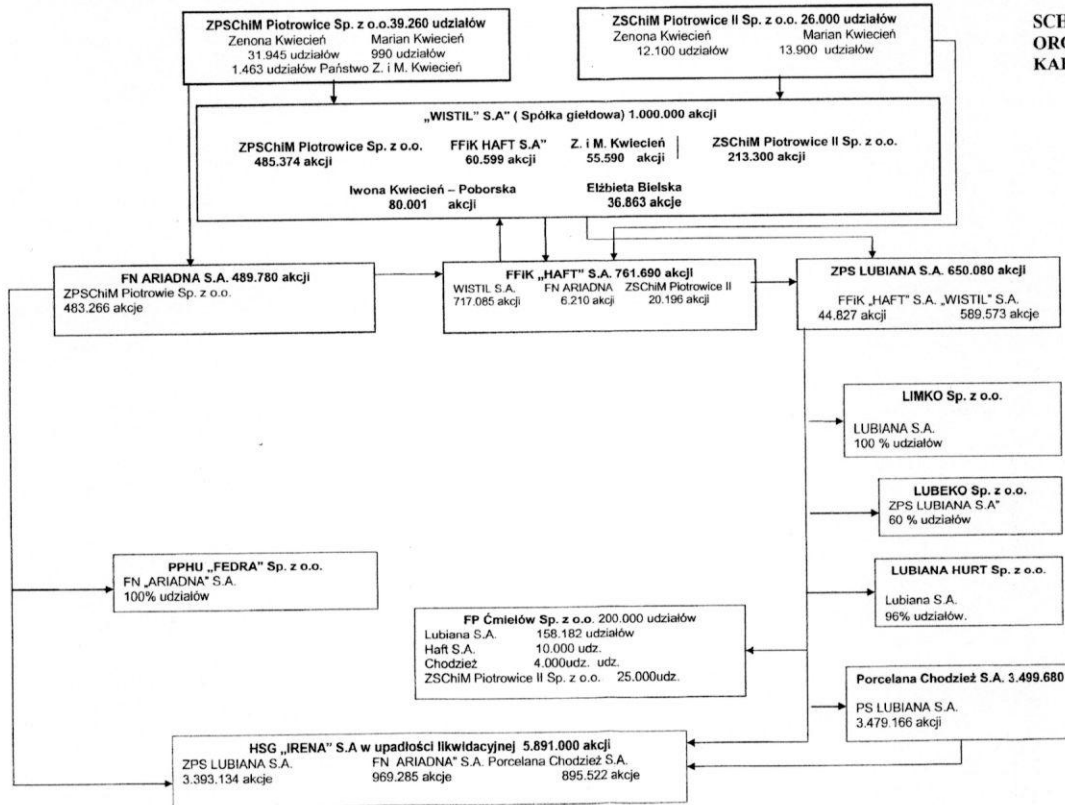 ZPSChiM Piotrowice Sp. z o.o.39.260 udziałów
Zenona Kwiecień Marian Kwiecień
31.945 udziałów 990 udziałów
1.463 udziałów Państwo Z. i M. Kwiecień
ZSChiM Piotrowice II Sp. z o.o. 26.000 udziałów
Zenona Kwiecień Marian Kwiecień
12.100 udziałów 13.900 udziałów
„WISTIL" S.A" ( Spółka giełdowa) 1.000.000 akcji
ZPSChiM Piotrowice Sp. z o.o. FFiK HAFT S.A" Z. i M. Kwiecień ZSChiM Piotrowice II Sp. z o.o.
485.374 akcji 60.599 akcji 55.590 akcji 213.300 akcji
Iwona Kwiecień – Poborska Elżbieta Bielska
80.001 akcji 36.863 akcje
FN ARIADNA S.A. 489.780 akcji
ZPSChiM Piotrowie Sp. z o.o.
483.266 akcje
FFiK „HAFT" S.A. 761.690 akcji
WISTIL S.A. FN ARIADNA ZSChiM Piotrowice II
717.085 akcji 6.210 akcji 20.196 akcji
ZPS LUBIANA S.A. 650.080 akcji
FFiK „HAFT" S.A. „WISTIL" S.A.
44.827 akcji 589.573 akcje
LIMKO Sp. z o.o.
LUBIANA S.A.
100 % udziałów
LUBEKO Sp. z o.o.
ZPS LUBIANA S.A"
60 % udziałów
PPHU „FEDRA" Sp. z o.o.
FN „ARIADNA" S.A.
100% udziałów
LUBIANA HURT Sp. z o.o.
Lubiana S.A.
96% udziałów.
FP Ćmielów Sp. z o.o. 200.000 udziałów
Lubiana S.A. 158.182 udziałów
Haft S.A. 10.000 udz.
Chodzież 4.000udz. udz.
ZSChiM Piotrowice II Sp. z o.o. 25.000udz.
Porcelana Chodzież S.A. 3.499.680
PS LUBIANA S.A.
3.479.166 akcji
HSG „IRENA" S.A w upadłości likwidacyjnej 5.891.000 akcji
ZPS LUBIANA S.A. FN ARIADNA" S.A. Porcelana Chodzież S.A.
3.393.134 akcje 969.285 akcje 895.522 akcje